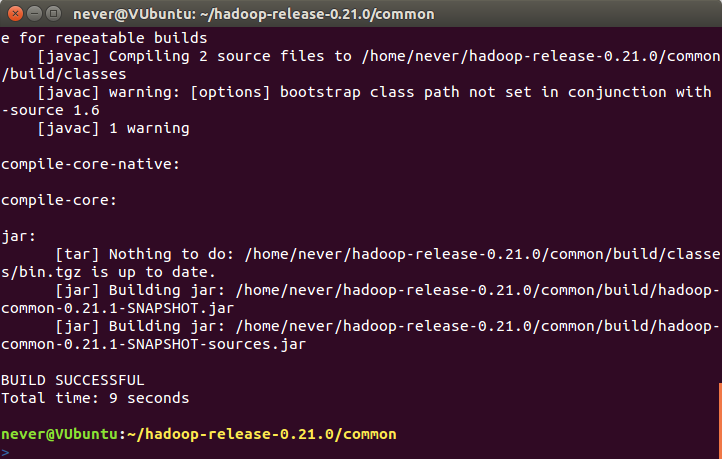 never@VUbuntu: ~/hadoop-release-0.21.0/common
e for repeatable builds
[javac] Compiling 2 source files to /home/never/hadoop-release-0.21.0/common
/build/classes
[javac] warning: [options] bootstrap class path not set in conjunction with
-source 1.6
[javac] 1 warning
compile-core-native:
compile-core:
jar:
[tar] Nothing to do: /home/never/hadoop-release-0.21.0/common/build/classe
s/bin.tgz is up to date.
[jar] Building jar: /home/never/hadoop-release-0.21.0/common/build/hadoop-
common-0.21.1-SNAPSHOT.jar
[jar] Building jar: /home/never/hadoop-release-0.21.0/common/build/hadoop-
common-0.21.1-SNAPSHOT-sources.jar
BUILD SUCCESSFUL
Total time: 9 seconds
never@VUbuntu:~/hadoop-release-0.21.0/common
>